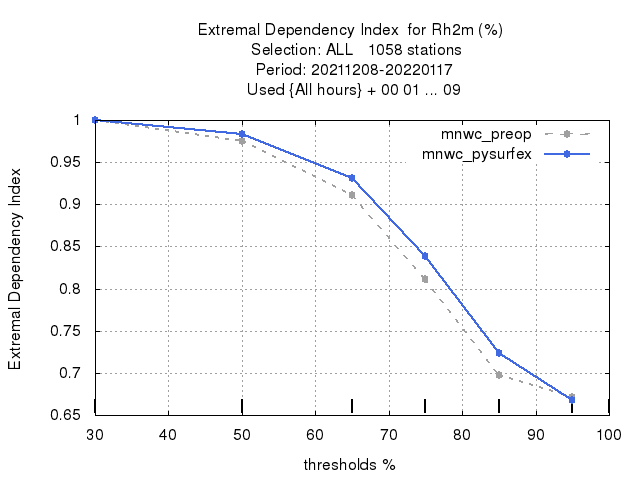 Extremal Dependency Index  for Rh2m (%)
Selection: ALL   1058 stations
Period: 20211208-20220117
Used {All hours} + 00 01 ... 09
mnwc_preop
mnwc_pysurfex
Extremal Dependency Index
1
0.95
0.9
0.85
0.8
0.75
0.7
0.65
30 40 50 60 70 80 90 100
thresholds %